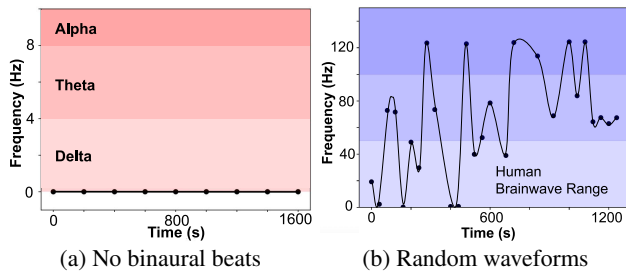 Frequency (Hz)
8
4
0
Alpha
Theta
Delta
0
800
1600
Time (s)
(a) No binaural beats
Frequency (Hz)
120
80
40
0
Human
Brainwave Range
0
600
1200
Time (s)
(b) Random waveforms